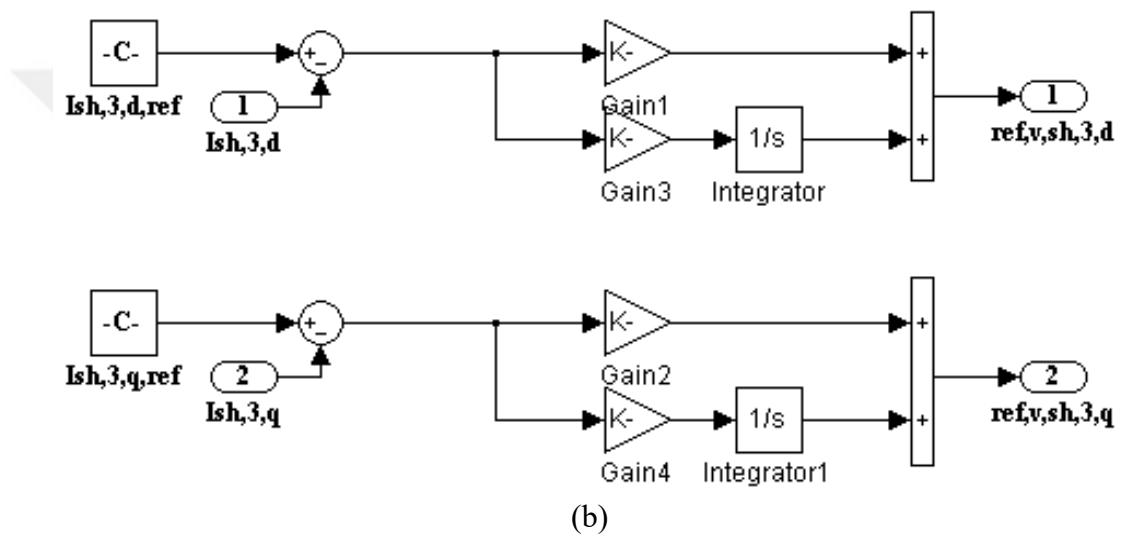 -C-
+
-
K-
+
Ish,3,d,ref
1
Ish,3,d
Gain1
1
ref,v,sh,3,d
K-
1/s
+
Gain3
Integrator
-C-
+
-
K-
+
Ish,3,q,ref
2
Ish,3,q
Gain2
2
ref,v,sh,3,q
K-
1/s
+
Gain4
Integrator1
(b)